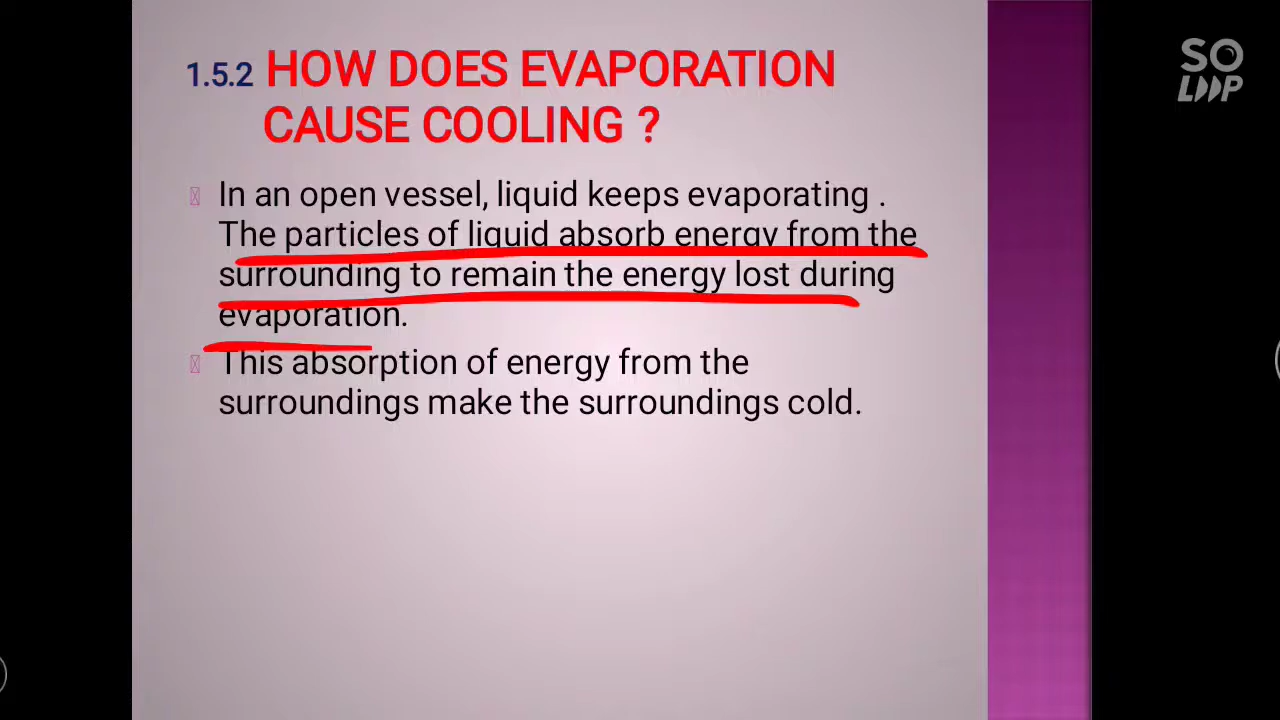 1.5.2 HOW DOES EVAPORATION
CAUSE COOLING ?
In an open vessel, liquid keeps evaporating .
The particles of liquid absorb energy from the
surrounding to remain the energy lost during
evaporation.
This absorption of energy from the
surroundings make the surroundings cold.
SO
LOOP